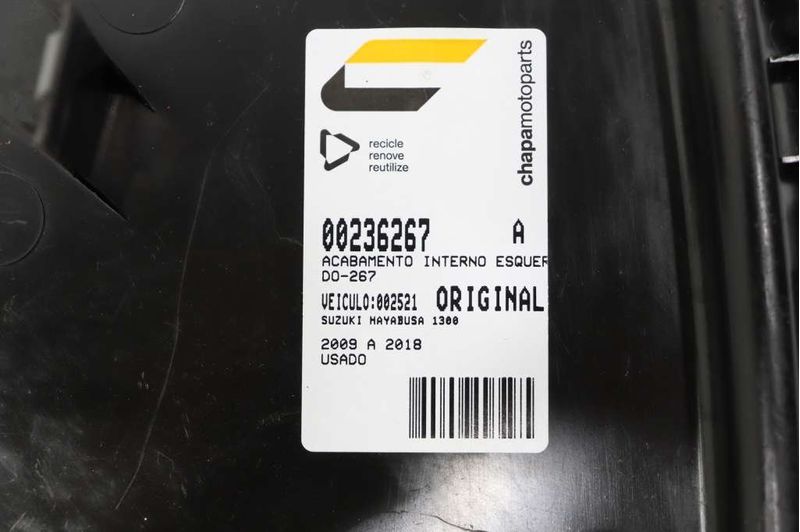 recicle
renove
reutilize
chapamotoparts
00236267 A
ACABAMENTO INTERNO ESQUER
DO-267
VEICULO:002521 ORIGINAL
SUZUKI HAYABUSA 1300
2009 A 2018
USADO